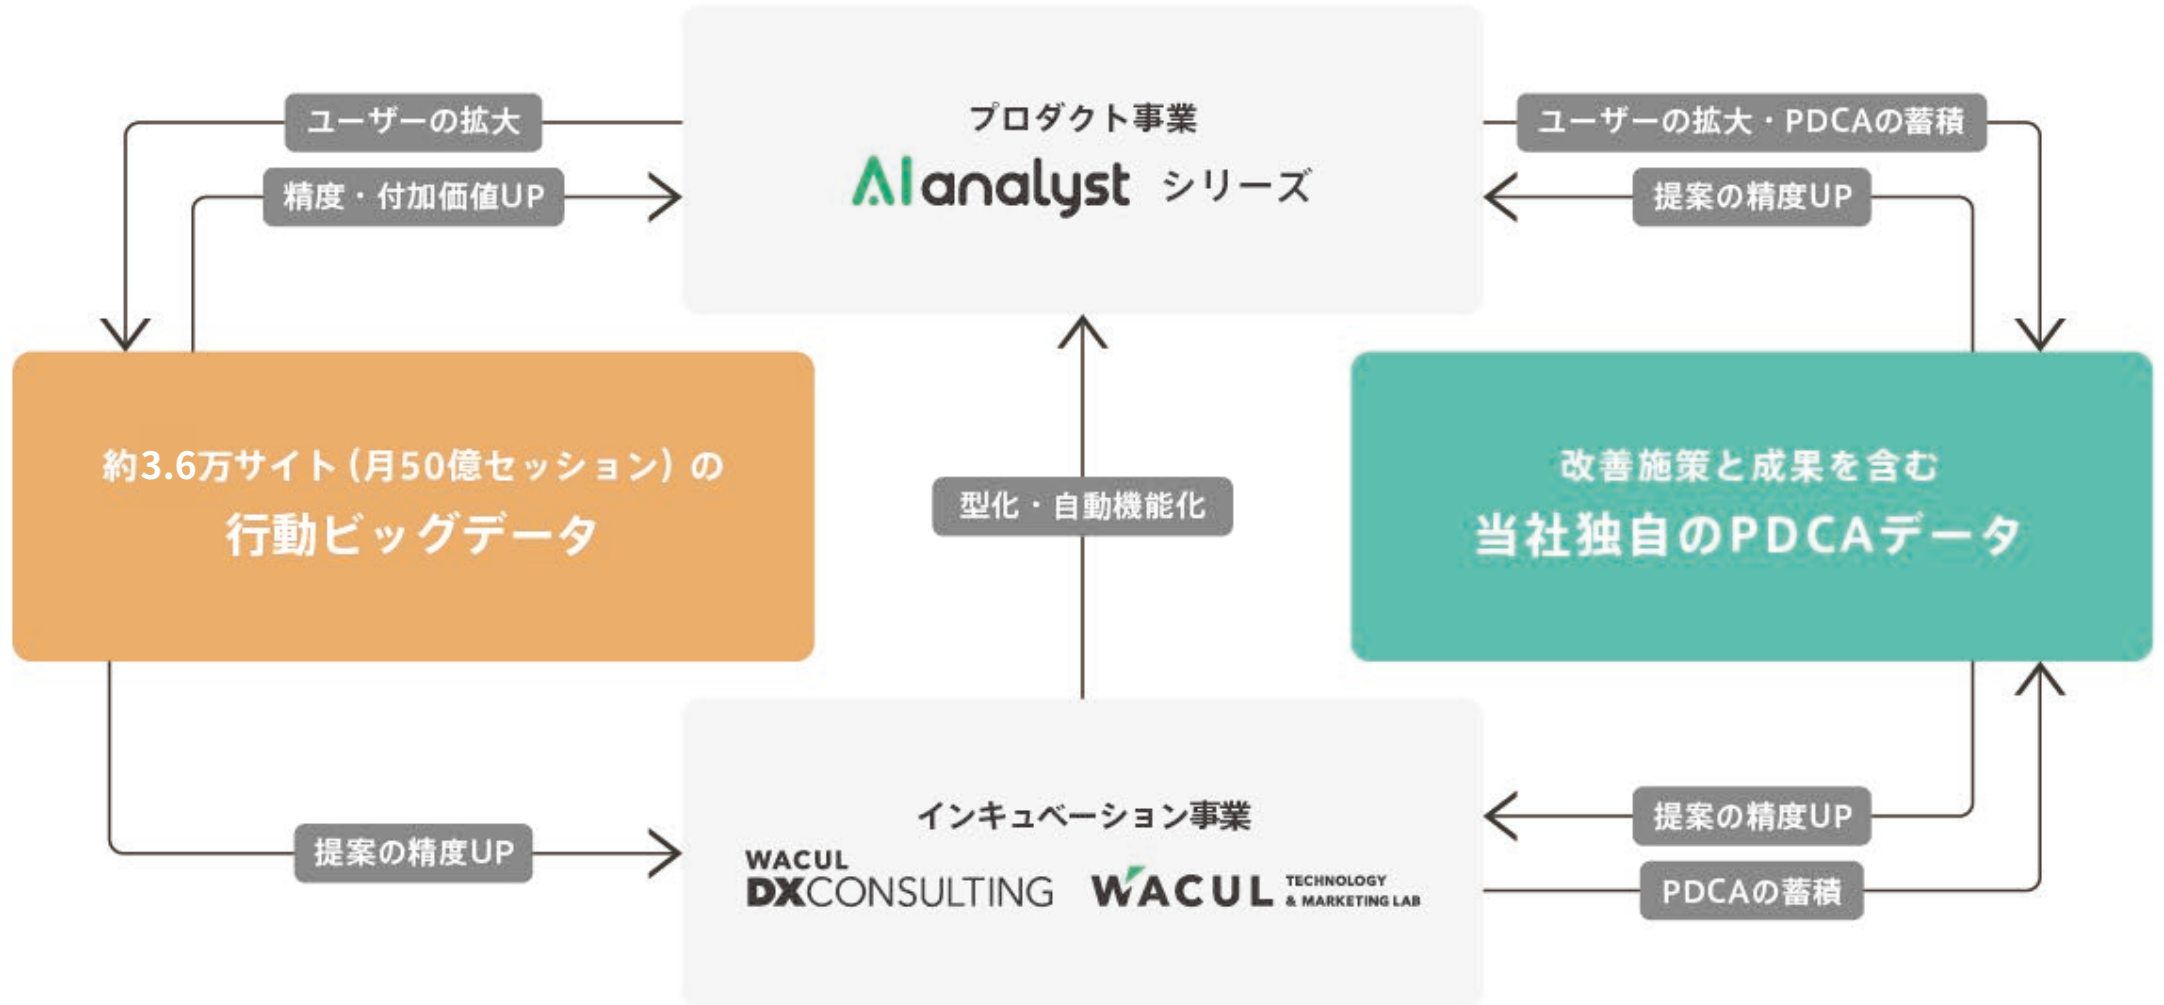 プロダクト事業
AI analyst シリーズ
ユーザーの拡大
精度・付加価値UP
ユーザーの拡大・PDCAの蓄積
提案の精度UP
約3.6万サイト（月50億セッション）の
行動ビッグデータ
型化・自動機能化
改善施策と成果を含む
当社独自のPDCAデータ
インキュベーション事業
WACUL
DXCONSULTING
WACUL
TECHNOLOGY
& MARKETING LAB
提案の精度UP
提案の精度UP
PDCAの蓄積